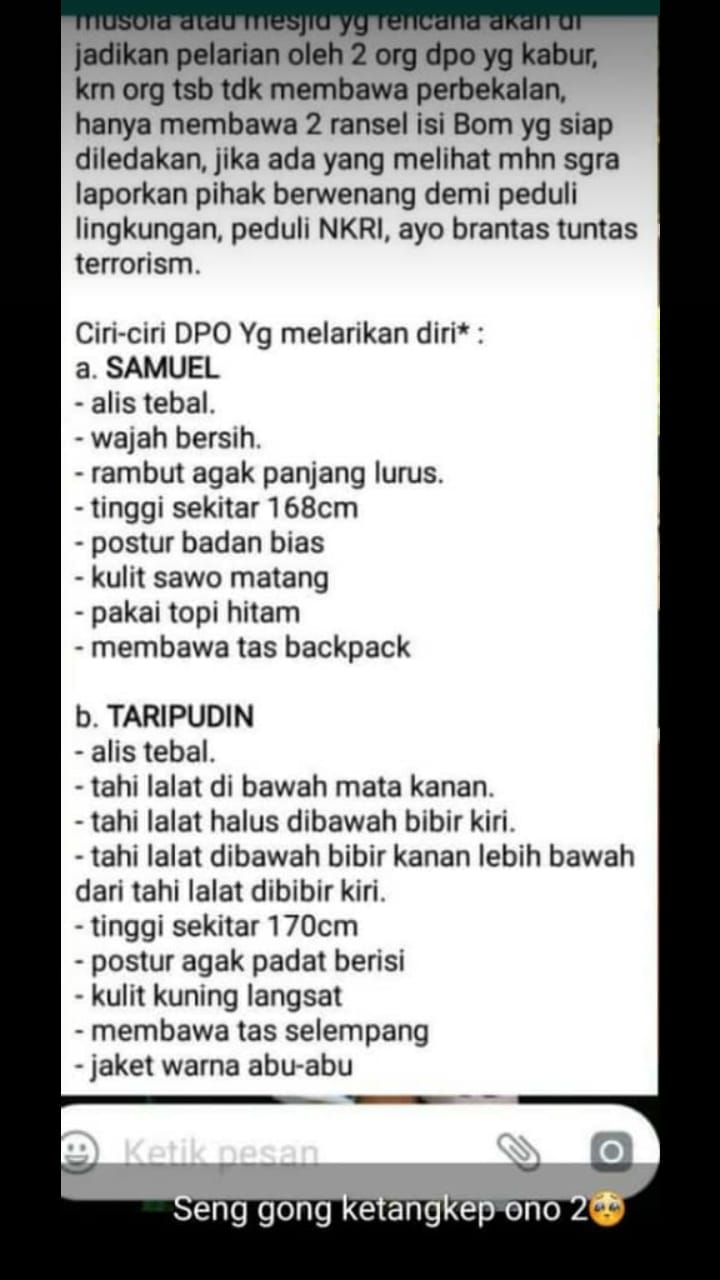 musola atau mesjid yg rencana akan di
jadikan pelarian oleh 2 org dpo yg kabur,
krn org tsb tdk membawa perbekalan,
hanya membawa 2 ransel isi Bom yg siap
diledakan, jika ada yang melihat mhn sgra
laporkan pihak berwenang demi peduli
lingkungan, peduli NKRI, ayo brantas tuntas
terrorism.
Ciri-ciri DPO Yg melarikan diri* :
a. SAMUEL
- alis tebal.
- wajah bersih.
- rambut agak panjang lurus.
- tinggi sekitar 168cm
- postur badan bias
- kulit sawo matang
- pakai topi hitam
- membawa tas backpack
b. TARIPUDIN
- alis tebal.
- tahi lalat di bawah mata kanan.
- tahi lalat halus dibawah bibir kiri.
- tahi lalat dibawah bibir kanan lebih bawah
dari tahi lalat dibibir kiri.
- tinggi sekitar 170cm
- postur agak padat berisi
- kulit kuning langsat
- membawa tas selempang
- jaket warna abu-abu
Ketik pesan
Seng gong ketangkep ono 2🥺